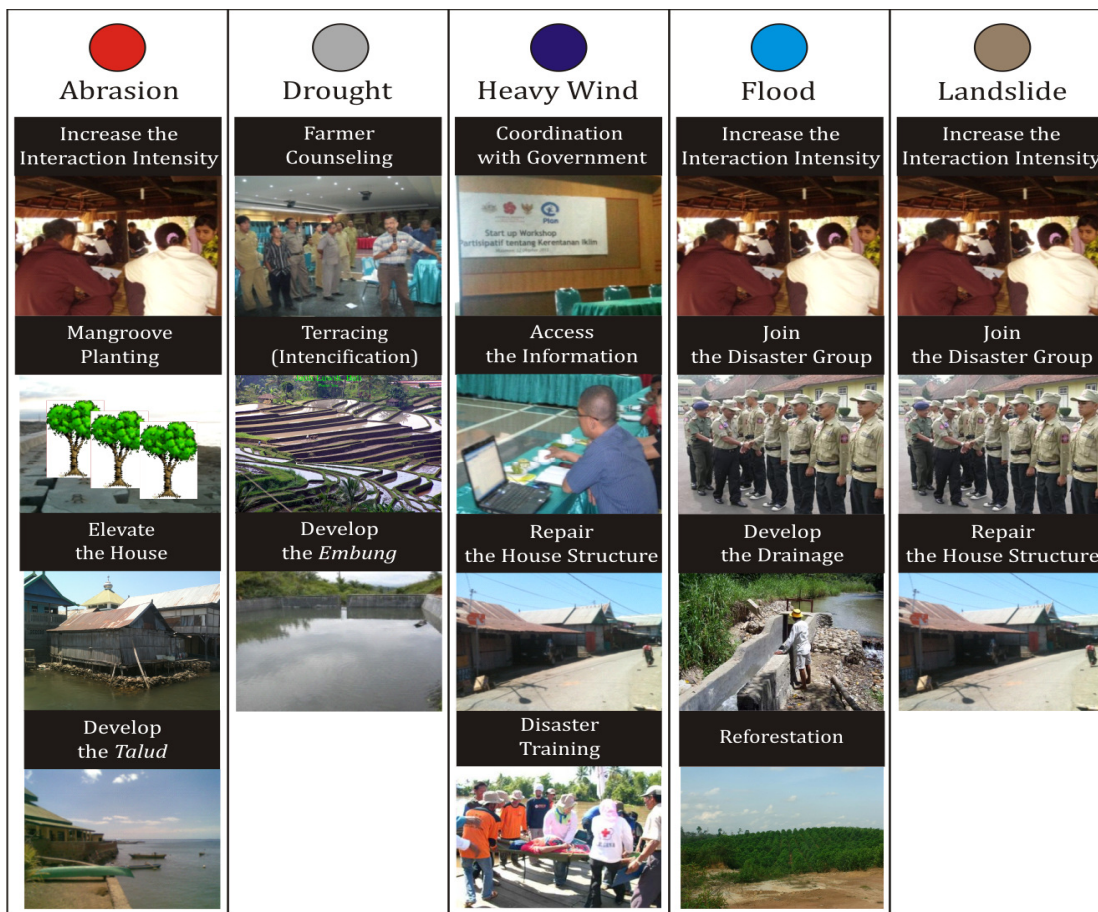 Abrasion
Increase the
Interaction Intensity
Mangroove
Planting
Elevate
the House
Develop
the Talud
Drought
Farmer
Counseling
Terracing
(Intencification)
Develop
the Embung
Heavy Wind
Coordination
with Government
Plan
Start up Workshop
Partisipatif tentang Kerentanan Iklim
Access
the Information
Repair
the House Structure
Disaster
Training
Flood
Increase the
Interaction Intensity
Join
the Disaster Group
Develop
the Drainage
Reforestation
Landslide
Increase the
Interaction Intensity
Join
the Disaster Group
Repair
the House Structure